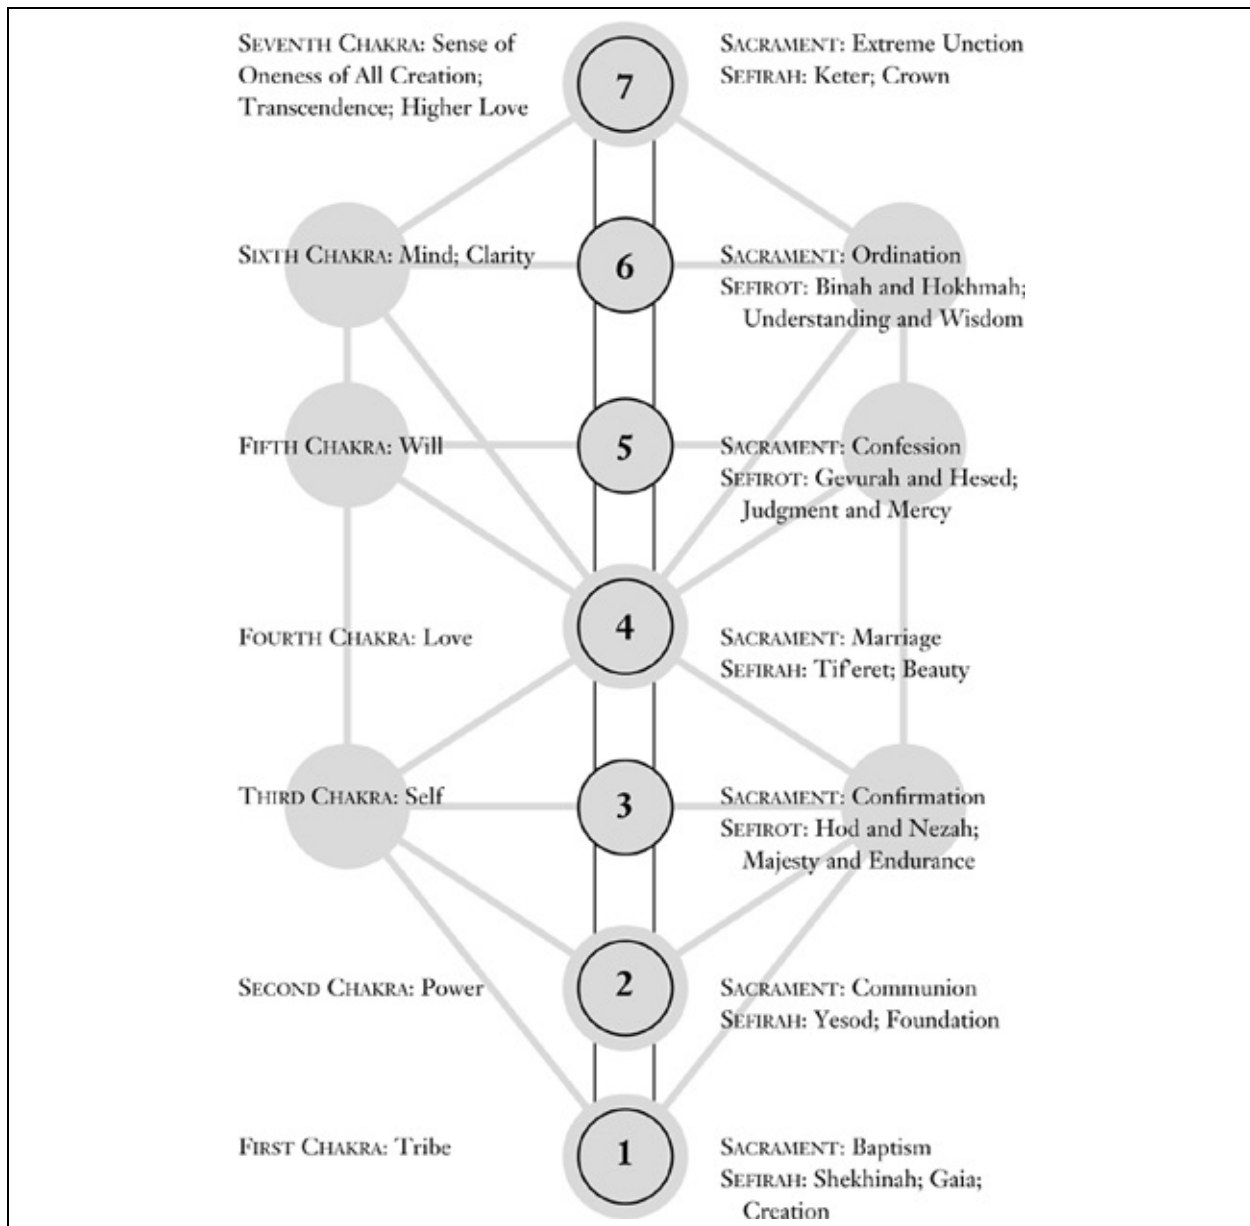 SEVENTH CHAKRA: Sense of
Oneness of All Creation;
Transcendence; Higher Love
7
SACRAMENT: Extreme Unction
SEFIRAH: Keter; Crown
SIXTH CHAKRA: Mind; Clarity
6
SACRAMENT: Ordination
SEFIROT: Binah and Hokhmah;
Understanding and Wisdom
FIFTH CHAKRA: Will
5
SACRAMENT: Confession
SEFIROT: Gevurah and Hesed;
Judgment and Mercy
FOURTH CHAKRA: Love
4
SACRAMENT: Marriage
SEFIRAH: Tif'eret; Beauty
THIRD CHAKRA: Self
3
SACRAMENT: Confirmation
SEFIROT: Hod and Nezah;
Majesty and Endurance
SECOND CHAKRA: Power
2
SACRAMENT: Communion
SEFIRAH: Yesod; Foundation
FIRST CHAKRA: Tribe
1
SACRAMENT: Baptism
SEFIRAH: Shekhinah; Gaia;
Creation